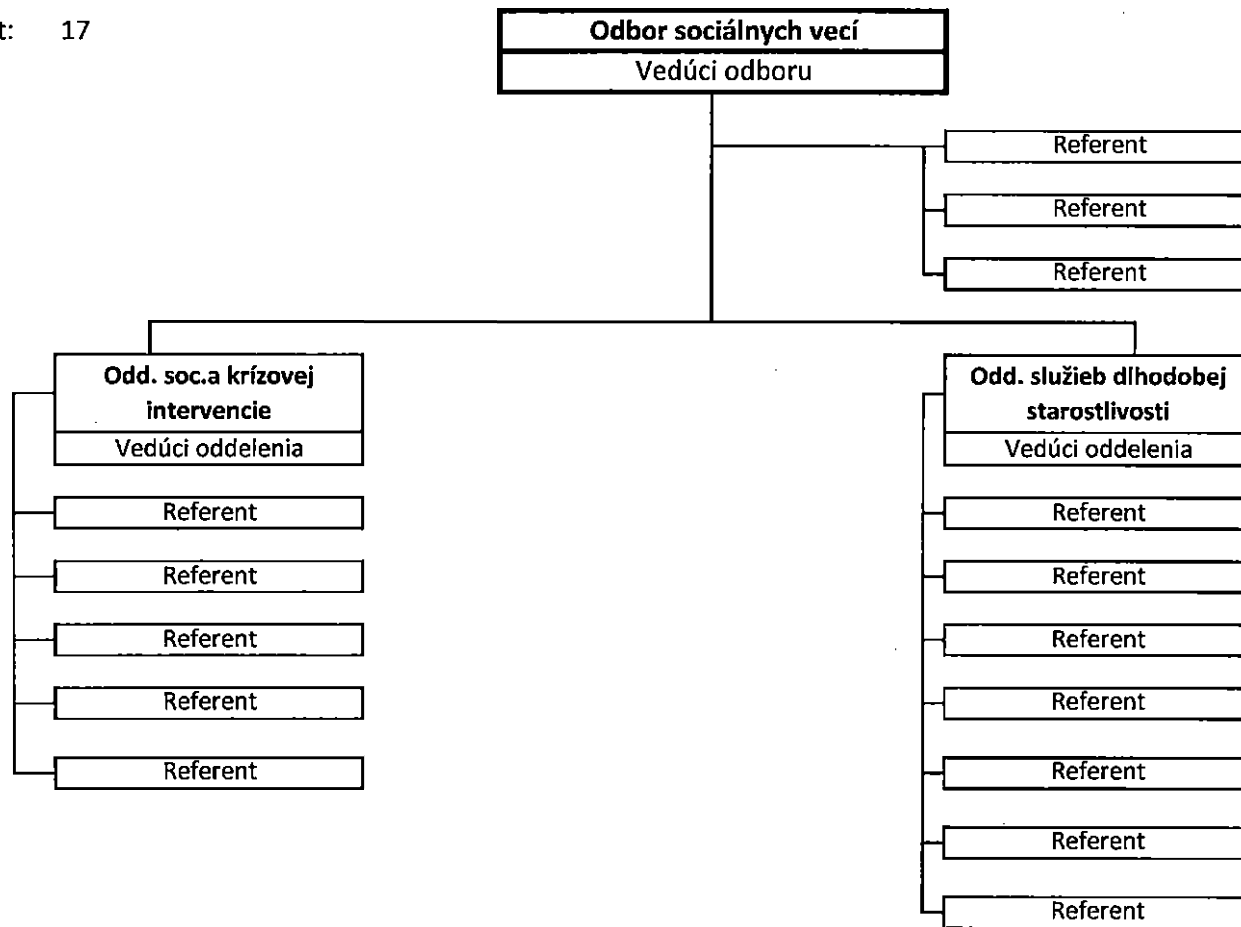 t: 17
Odbor sociálnych vecí
Vedúci odboru
Referent
Referent
Referent
Odd. soc.a krízovej
intervencie
Vedúci oddelenia
Referent
Referent
Referent
Referent
Referent
Odd. služieb dlhodobej
starostlivosti
Vedúci oddelenia
Referent
Referent
Referent
Referent
Referent
Referent
Referent